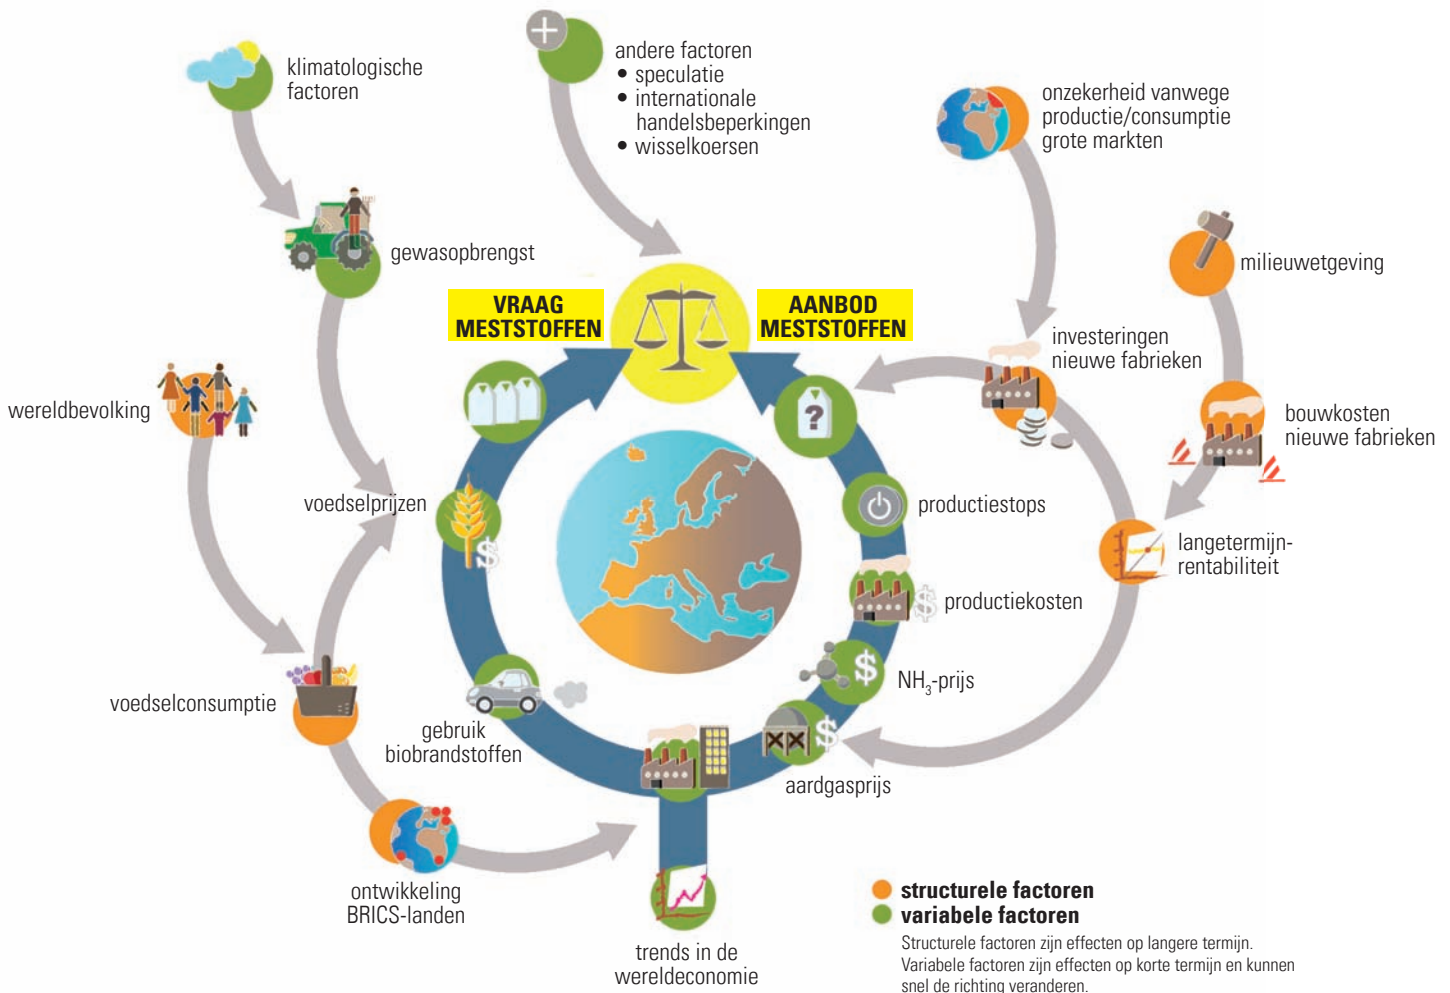 klimatologische
factoren
andere factoren
• speculatie
• internationale
handelsbeperkingen
• wisselkoersen
onzekerheid vanwege
productie/consumptie
grote markten
gewasopbrengst
milieuwetgeving
VRAAG
MESTSTOFFEN
AANBOD
MESTSTOFFEN
investeringen
nieuwe fabrieken
wereldbevolking
?
bouwkosten
nieuwe fabrieken
voedselprijzen
$
productiestops
langetermijn-
rentabiliteit
$
productiekosten
$
NH₃-prijs
voedselconsumptie
gebruik
biobrandstoffen
$
aardgasprijs
ontwikkeling
BRICS-landen
trends in de
wereldeconomie
structurele factoren
variabele factoren
Structurele factoren zijn effecten op langere termijn.
Variabele factoren zijn effecten op korte termijn en kunnen
snel de richting veranderen.